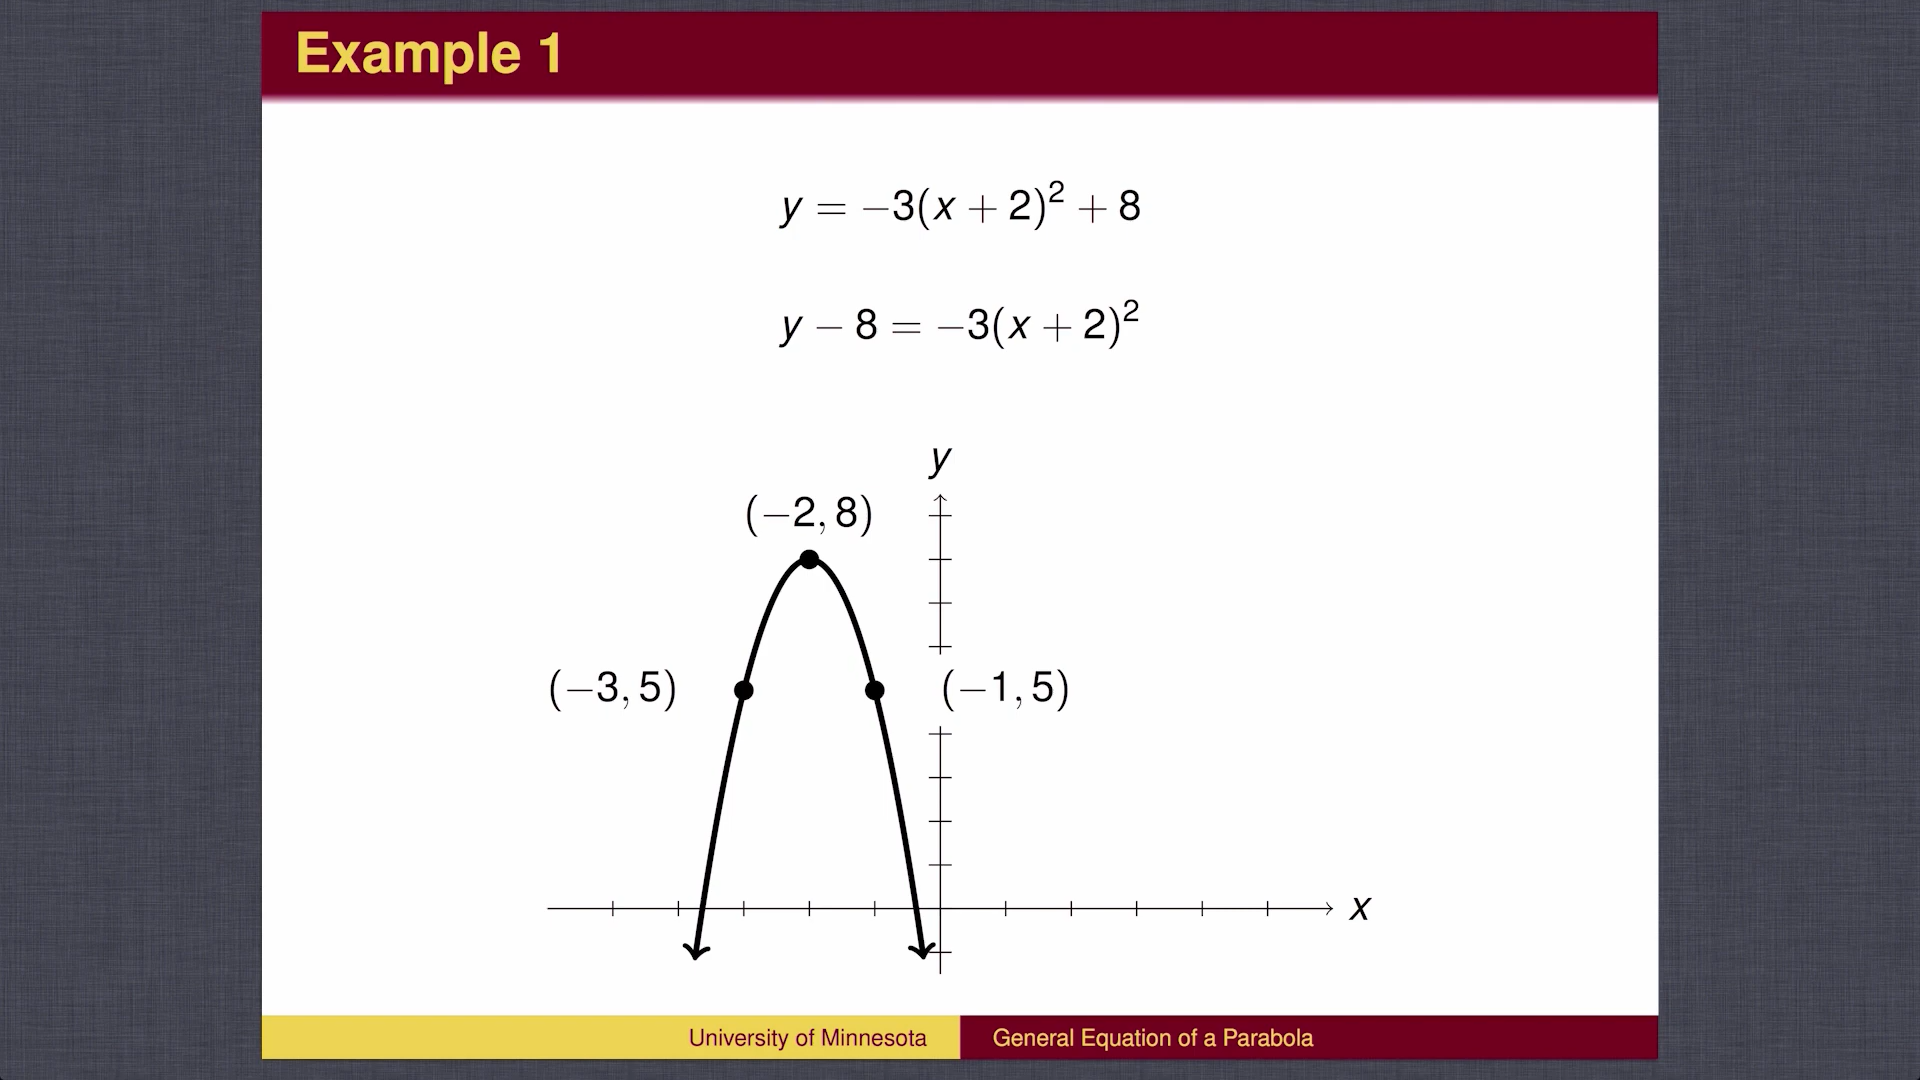 Example 1
y = −3(x + 2)² + 8
y − 8 = −3(x + 2)²
y
(−2, 8)
(−3, 5)
(−1, 5)
x
University of Minnesota
General Equation of a Parabola